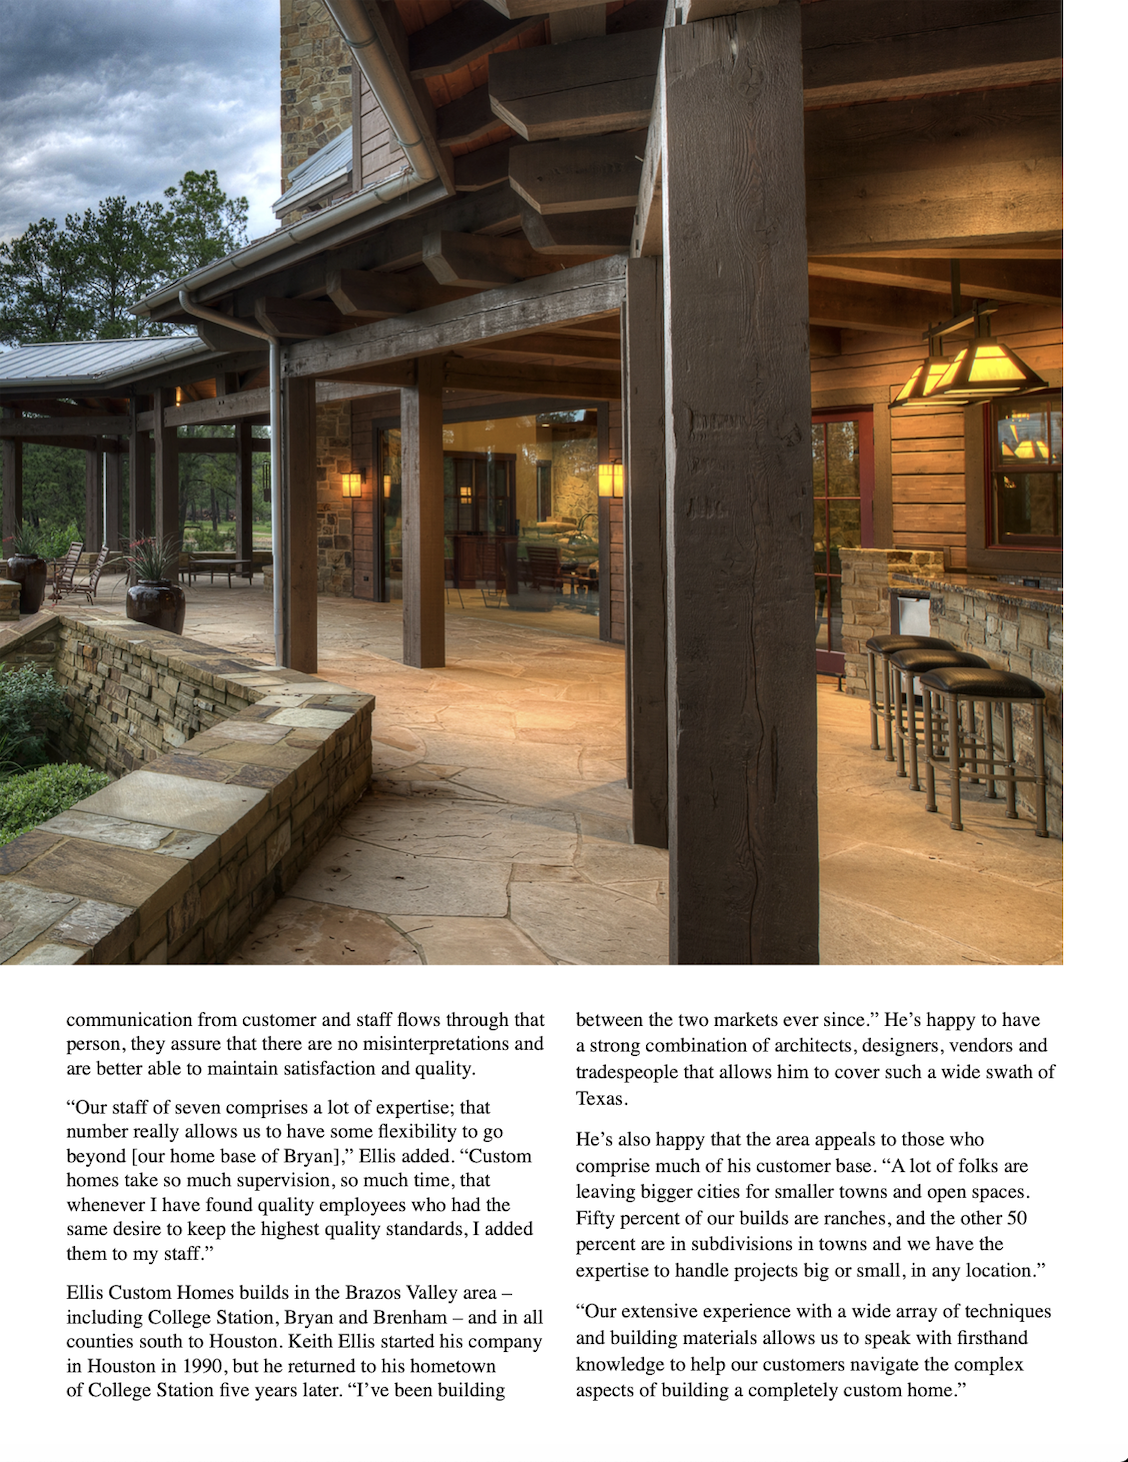 communication from customer and staff flows through that
person, they assure that there are no misinterpretations and
are better able to maintain satisfaction and quality.
“Our staff of seven comprises a lot of expertise; that
number really allows us to have some flexibility to go
beyond [our home base of Bryan],” Ellis added. “Custom
homes take so much supervision, so much time, that
whenever I have found quality employees who had the
same desire to keep the highest quality standards, I added
them to my staff.”
Ellis Custom Homes builds in the Brazos Valley area –
including College Station, Bryan and Brenham – and in all
counties south to Houston. Keith Ellis started his company
in Houston in 1990, but he returned to his hometown
of College Station five years later. “I’ve been building
between the two markets ever since.” He’s happy to have
a strong combination of architects, designers, vendors and
tradespeople that allows him to cover such a wide swath of
Texas.
He’s also happy that the area appeals to those who
comprise much of his customer base. “A lot of folks are
leaving bigger cities for smaller towns and open spaces.
Fifty percent of our builds are ranches, and the other 50
percent are in subdivisions in towns and we have the
expertise to handle projects big or small, in any location.”
“Our extensive experience with a wide array of techniques
and building materials allows us to speak with firsthand
knowledge to help our customers navigate the complex
aspects of building a completely custom home.”